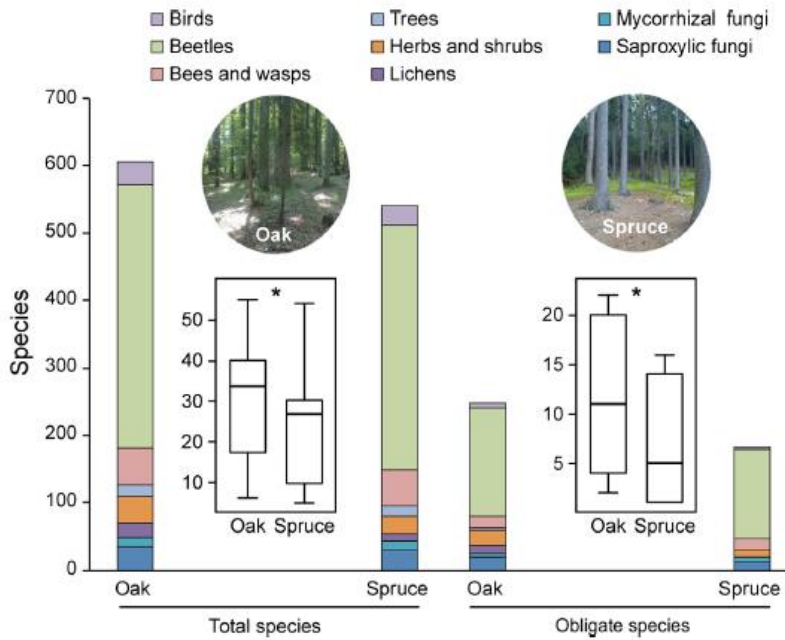 Birds
Trees
Mycorrhizal fungi
Beetles
Herbs and shrubs
Saproxylic fungi
Bees and wasps
Lichens
700
600
500
400
300
200
100
0
Species
Oak
Spruce
*
50
40
30
20
10
Oak Spruce
*
20
15
10
5
Oak Spruce
Oak
Spruce
Oak
Spruce
Total species
Obligate species